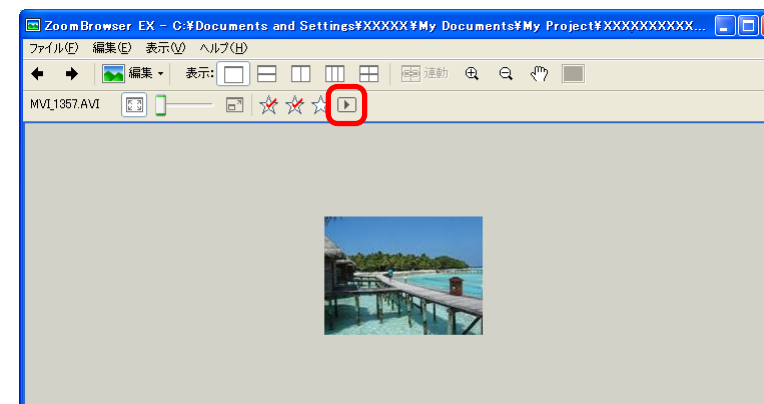 ZoomBrowser EX - C:¥Documents and Settings¥XXXXX¥My Documents¥My Project¥XXXXXXXXXX...
ファイル(F) 編集(E) 表示(V) ヘルプ(H)
編集 表示: 連動
MVI_1357.AVI